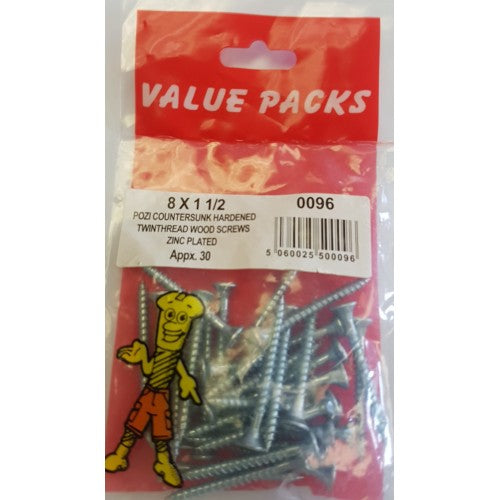 VALUE PACKS
8 X 1 1/2
0096
POZI COUNTERSUNK HARDENED
TWINTHREAD WOOD SCREWS
ZINC PLATED
Appx. 30
5 060025 500096